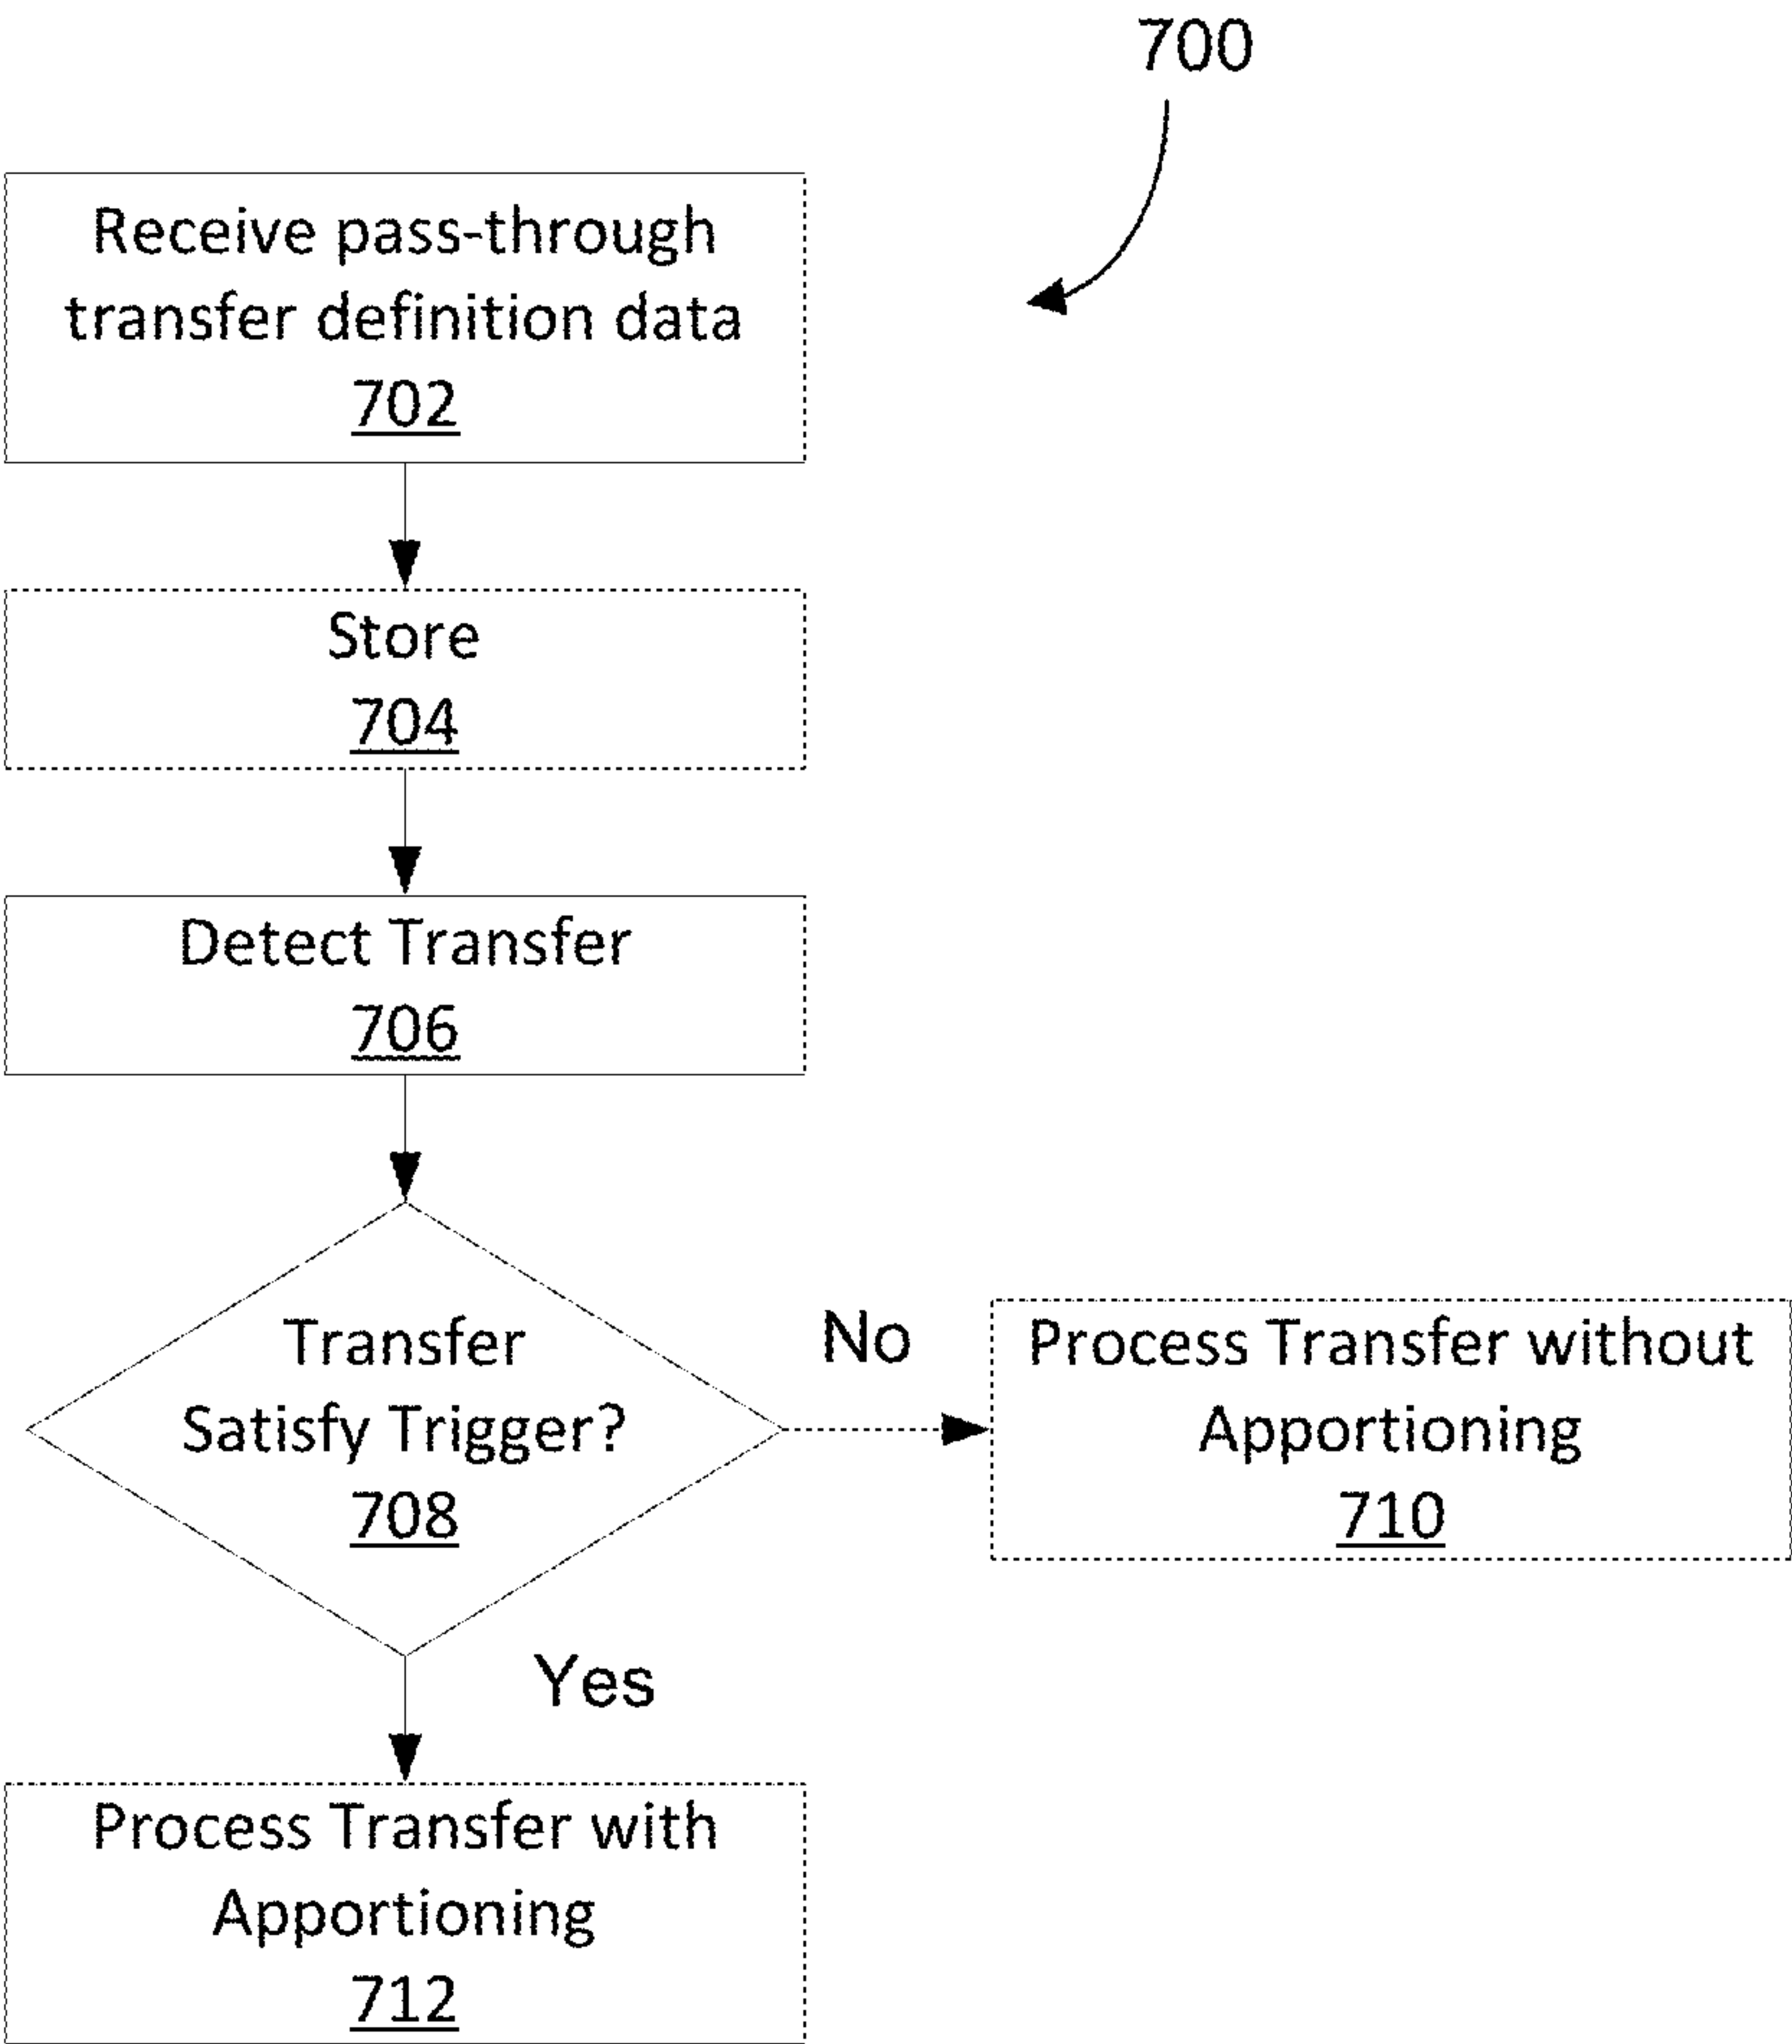 700
Receive pass-through
transfer definition data
702
Store
704
Detect Transfer
706
Transfer
Satisfy Trigger?
708
No
Process Transfer without
Apportioning
710
Yes
Process Transfer with
Apportioning
712